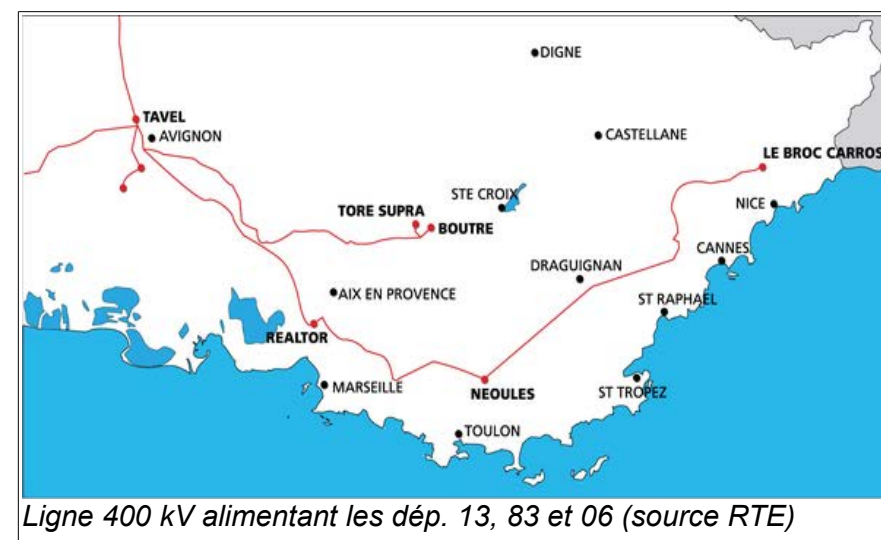 DIGNE
TAVEL
AVIGNON
CASTELLANE
LE BROC CARROS
STE CROIX
NICE
TORE SUPRA
BOUTRE
CANNES
DRAGUIGNAN
AIX EN PROVENCE
ST RAPHAEL
REALTOR
MARSEILLE
NEOULES
ST TROPEZ
TOULON
Ligne 400 kV alimentant les dép. 13, 83 et 06 (source RTE)